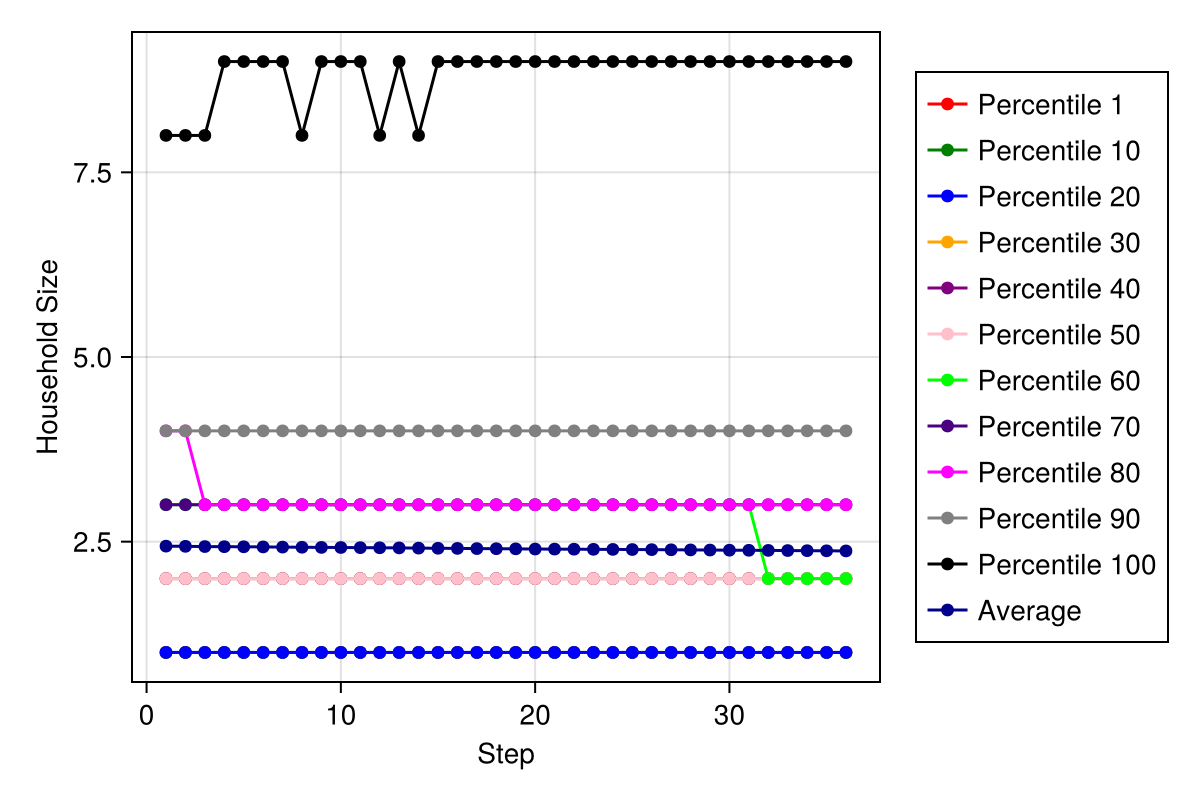 7.5
5.0
2.5
Household Size
0 10 20 30
Step
Percentile 1
Percentile 10
Percentile 20
Percentile 30
Percentile 40
Percentile 50
Percentile 60
Percentile 70
Percentile 80
Percentile 90
Percentile 100
Average